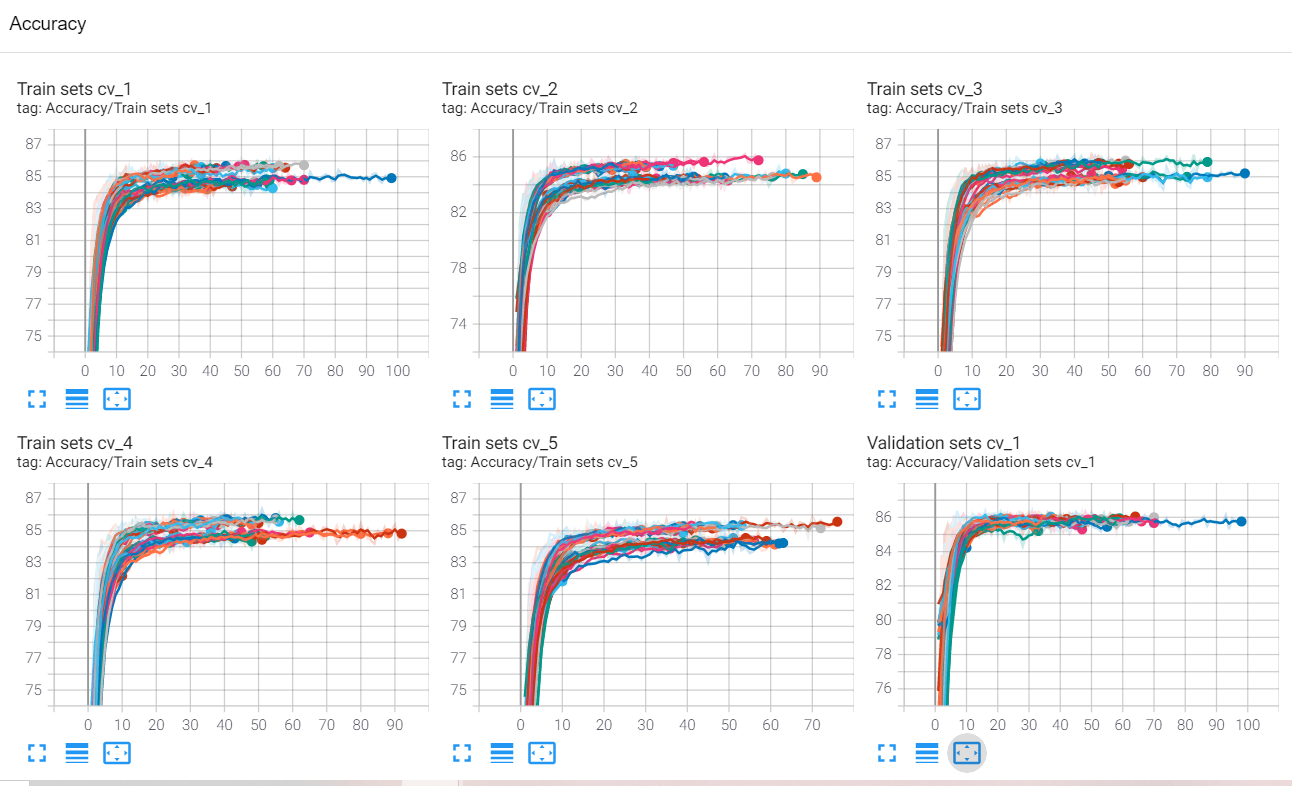 Accuracy
Train sets cv_1
tag: Accuracy/Train sets cv_1
87
85
83
81
79
77
75
0 10 20 30 40 50 60 70 80 90 100
Train sets cv_2
tag: Accuracy/Train sets cv_2
86
82
78
74
0 10 20 30 40 50 60 70 80 90
Train sets cv_3
tag: Accuracy/Train sets cv_3
87
85
83
81
79
77
75
0 10 20 30 40 50 60 70 80 90
Train sets cv_4
tag: Accuracy/Train sets cv_4
87
85
83
81
79
77
75
0 10 20 30 40 50 60 70 80 90
Train sets cv_5
tag: Accuracy/Train sets cv_5
87
85
83
81
79
77
75
0 10 20 30 40 50 60 70
Validation sets cv_1
tag: Accuracy/Validation sets cv_1
86
84
82
80
78
76
0 10 20 30 40 50 60 70 80 90 100